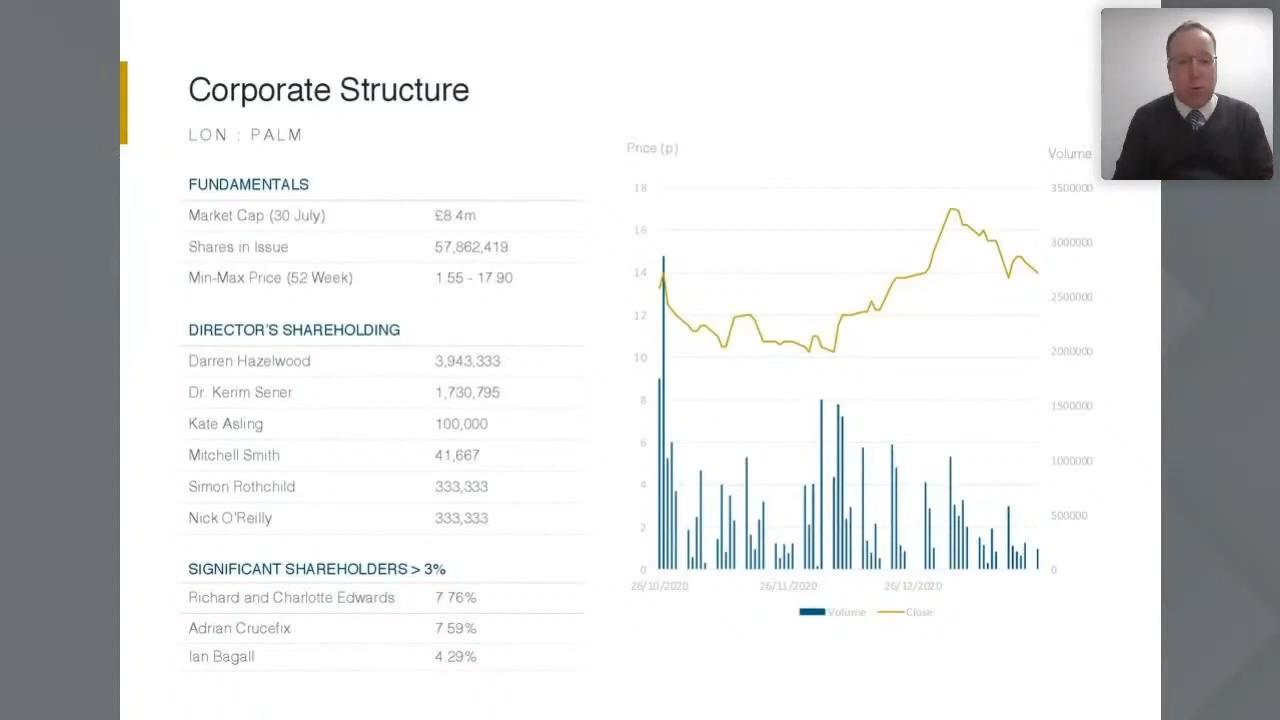 Corporate Structure
LON : PALM
FUNDAMENTALS
Market Cap (30 July) £8.4m
Shares in Issue 57,862,419
Min-Max Price (52 Week) 1.55 - 17.90
DIRECTOR'S SHAREHOLDING
Darren Hazelwood 3,943,333
Dr. Kerim Sener 1,730,795
Kate Asling 100,000
Mitchell Smith 41,667
Simon Rothchild 333,333
Nick O'Reilly 333,333
SIGNIFICANT SHAREHOLDERS > 3%
Richard and Charlotte Edwards 7.76%
Adrian Crucefix 7.59%
Ian Bagall 4.29%
Price (p)
Volume
18
16
14
12
10
8
6
4
2
0
3500000
3000000
2500000
2000000
1500000
1000000
500000
0
26/10/2020 26/11/2020 26/12/2020
Volume Close